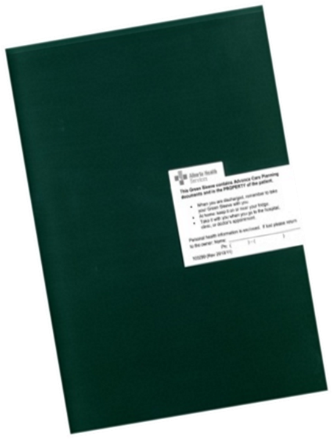 Alberta Health
Services
This Green Sleeve contains Advance Care Planning
documents and is the PROPERTY of the patient.
• When you are discharged, remember to take
your Green Sleeve with you.
• At home, keep it on or near your fridge.
• Take it with you when you go to the hospital,
clinic, or doctor's appointment.
Personal health information is enclosed. If lost please return
to the owner: Name
Ph: ( )